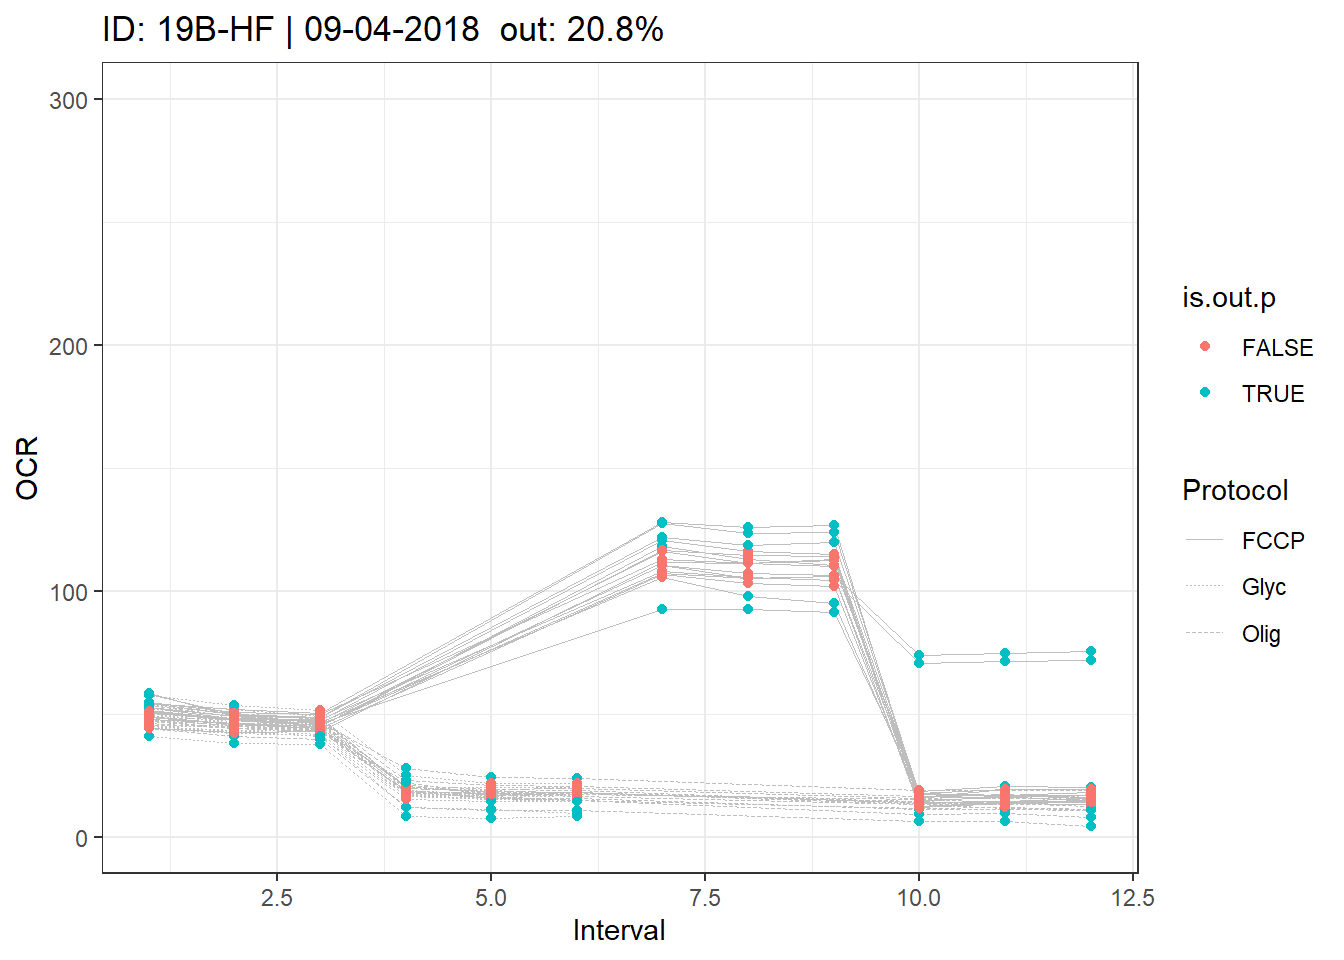 ID: 19B-HF | 09-04-2018  out: 20.8%
300
200
100
0
OCR
2.5
5.0
7.5
10.0
12.5
Interval
is.out.p
FALSE
TRUE
Protocol
FCCP
Glyc
Olig